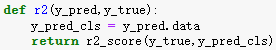 def r2(y_pred,y_true):
    y_pred_cls = y_pred.data
    return r2_score(y_true,y_pred_cls)